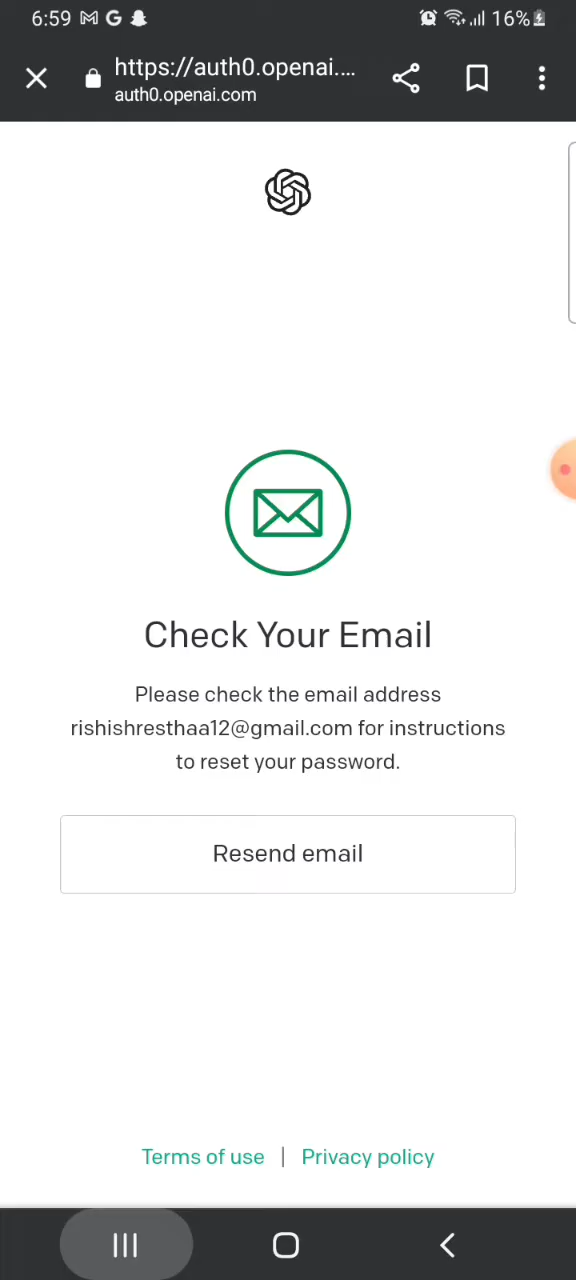 6:59
16%
https://auth0.openai....
auth0.openai.com
Check Your Email
Please check the email address
rishishresthaa12@gmail.com for instructions
to reset your password.
Resend email
Terms of use | Privacy policy